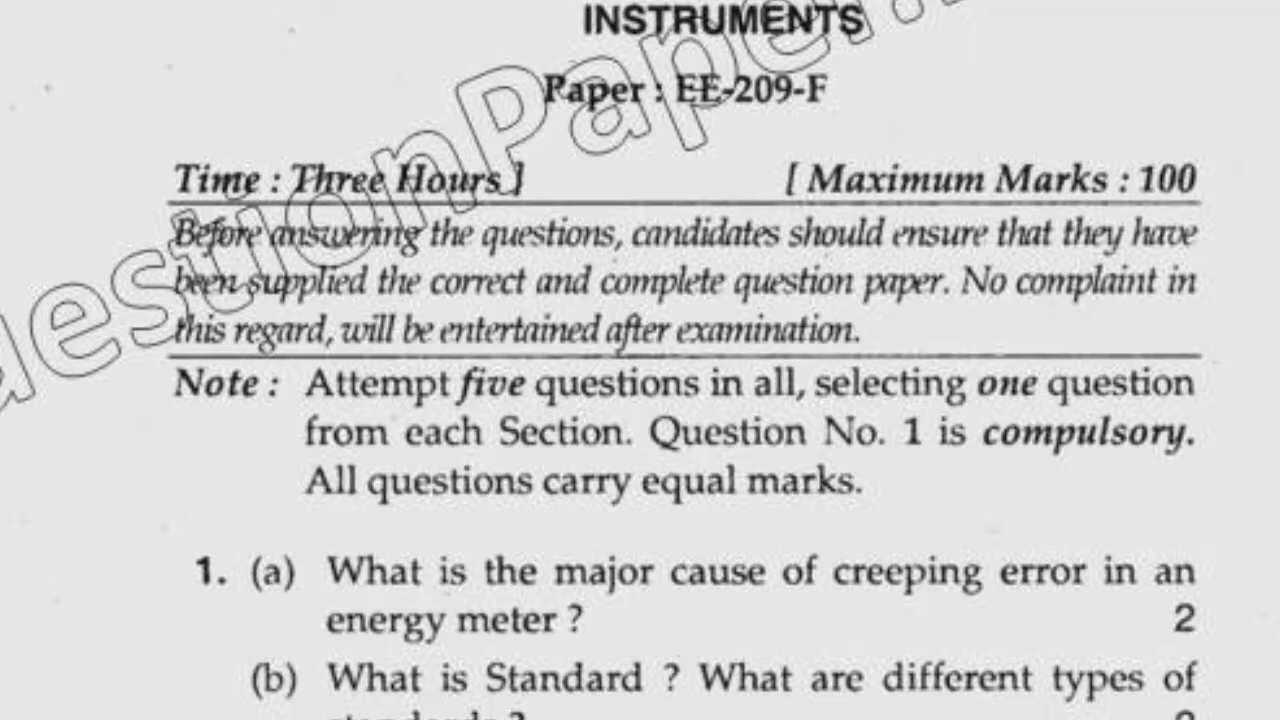 INSTRUMENTS
Paper : EE-209-F
Time : Three Hours ] [ Maximum Marks : 100
Before answering the questions, candidates should ensure that they have
been supplied the correct and complete question paper. No complaint in
this regard, will be entertained after examination.
Note : Attempt five questions in all, selecting one question
from each Section. Question No. 1 is compulsory.
All questions carry equal marks.
1. (a) What is the major cause of creeping error in an
energy meter ? 2
(b) What is Standard ? What are different types of
standards ? 2
estionPaper